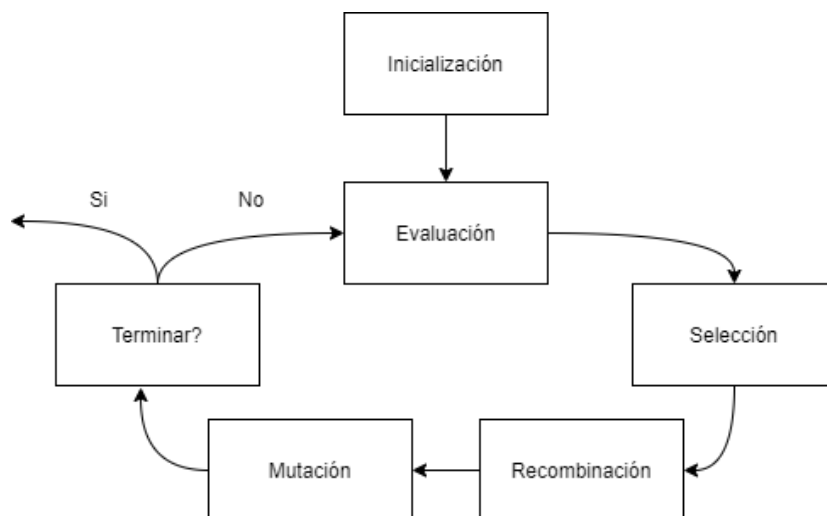 Inicialización
Si
No
Evaluación
Terminar?
Selección
Mutación
Recombinación